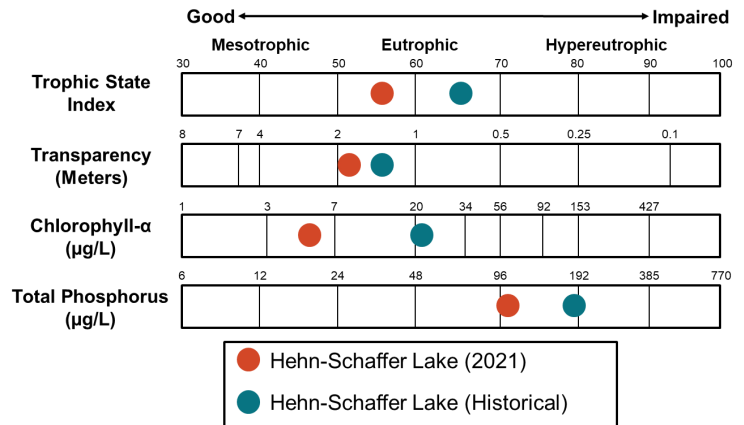 Good Impaired
Mesotrophic Eutrophic Hypereutrophic
30 40 50 60 70 80 90 100
Trophic State
Index
8 7 4 2 1 0.5 0.25 0.1
Transparency
(Meters)
1 3 7 20 34 56 92 153 427
Chlorophyll-α
(µg/L)
6 12 24 48 96 192 385 770
Total Phosphorus
(µg/L)
Hehn-Schaffer Lake (2021)
Hehn-Schaffer Lake (Historical)